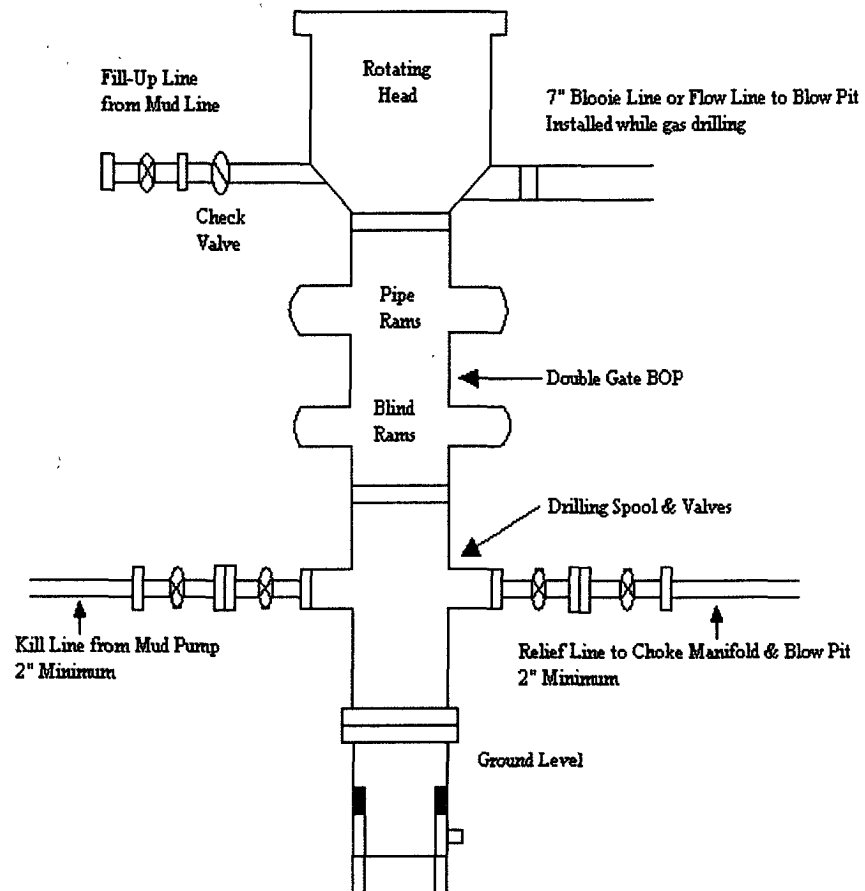 Rotating
Head
Fill-Up Line
from Mud Line
7" Blooie Line or Flow Line to Blow Pit
Installed while gas drilling
Check
Valve
Pipe
Rams
Double Gate BOP
Blind
Rams
Drilling Spool & Valves
Kill Line from Mud Pump
2" Minimum
Relief Line to Choke Manifold & Blow Pit
2" Minimum
Ground Level